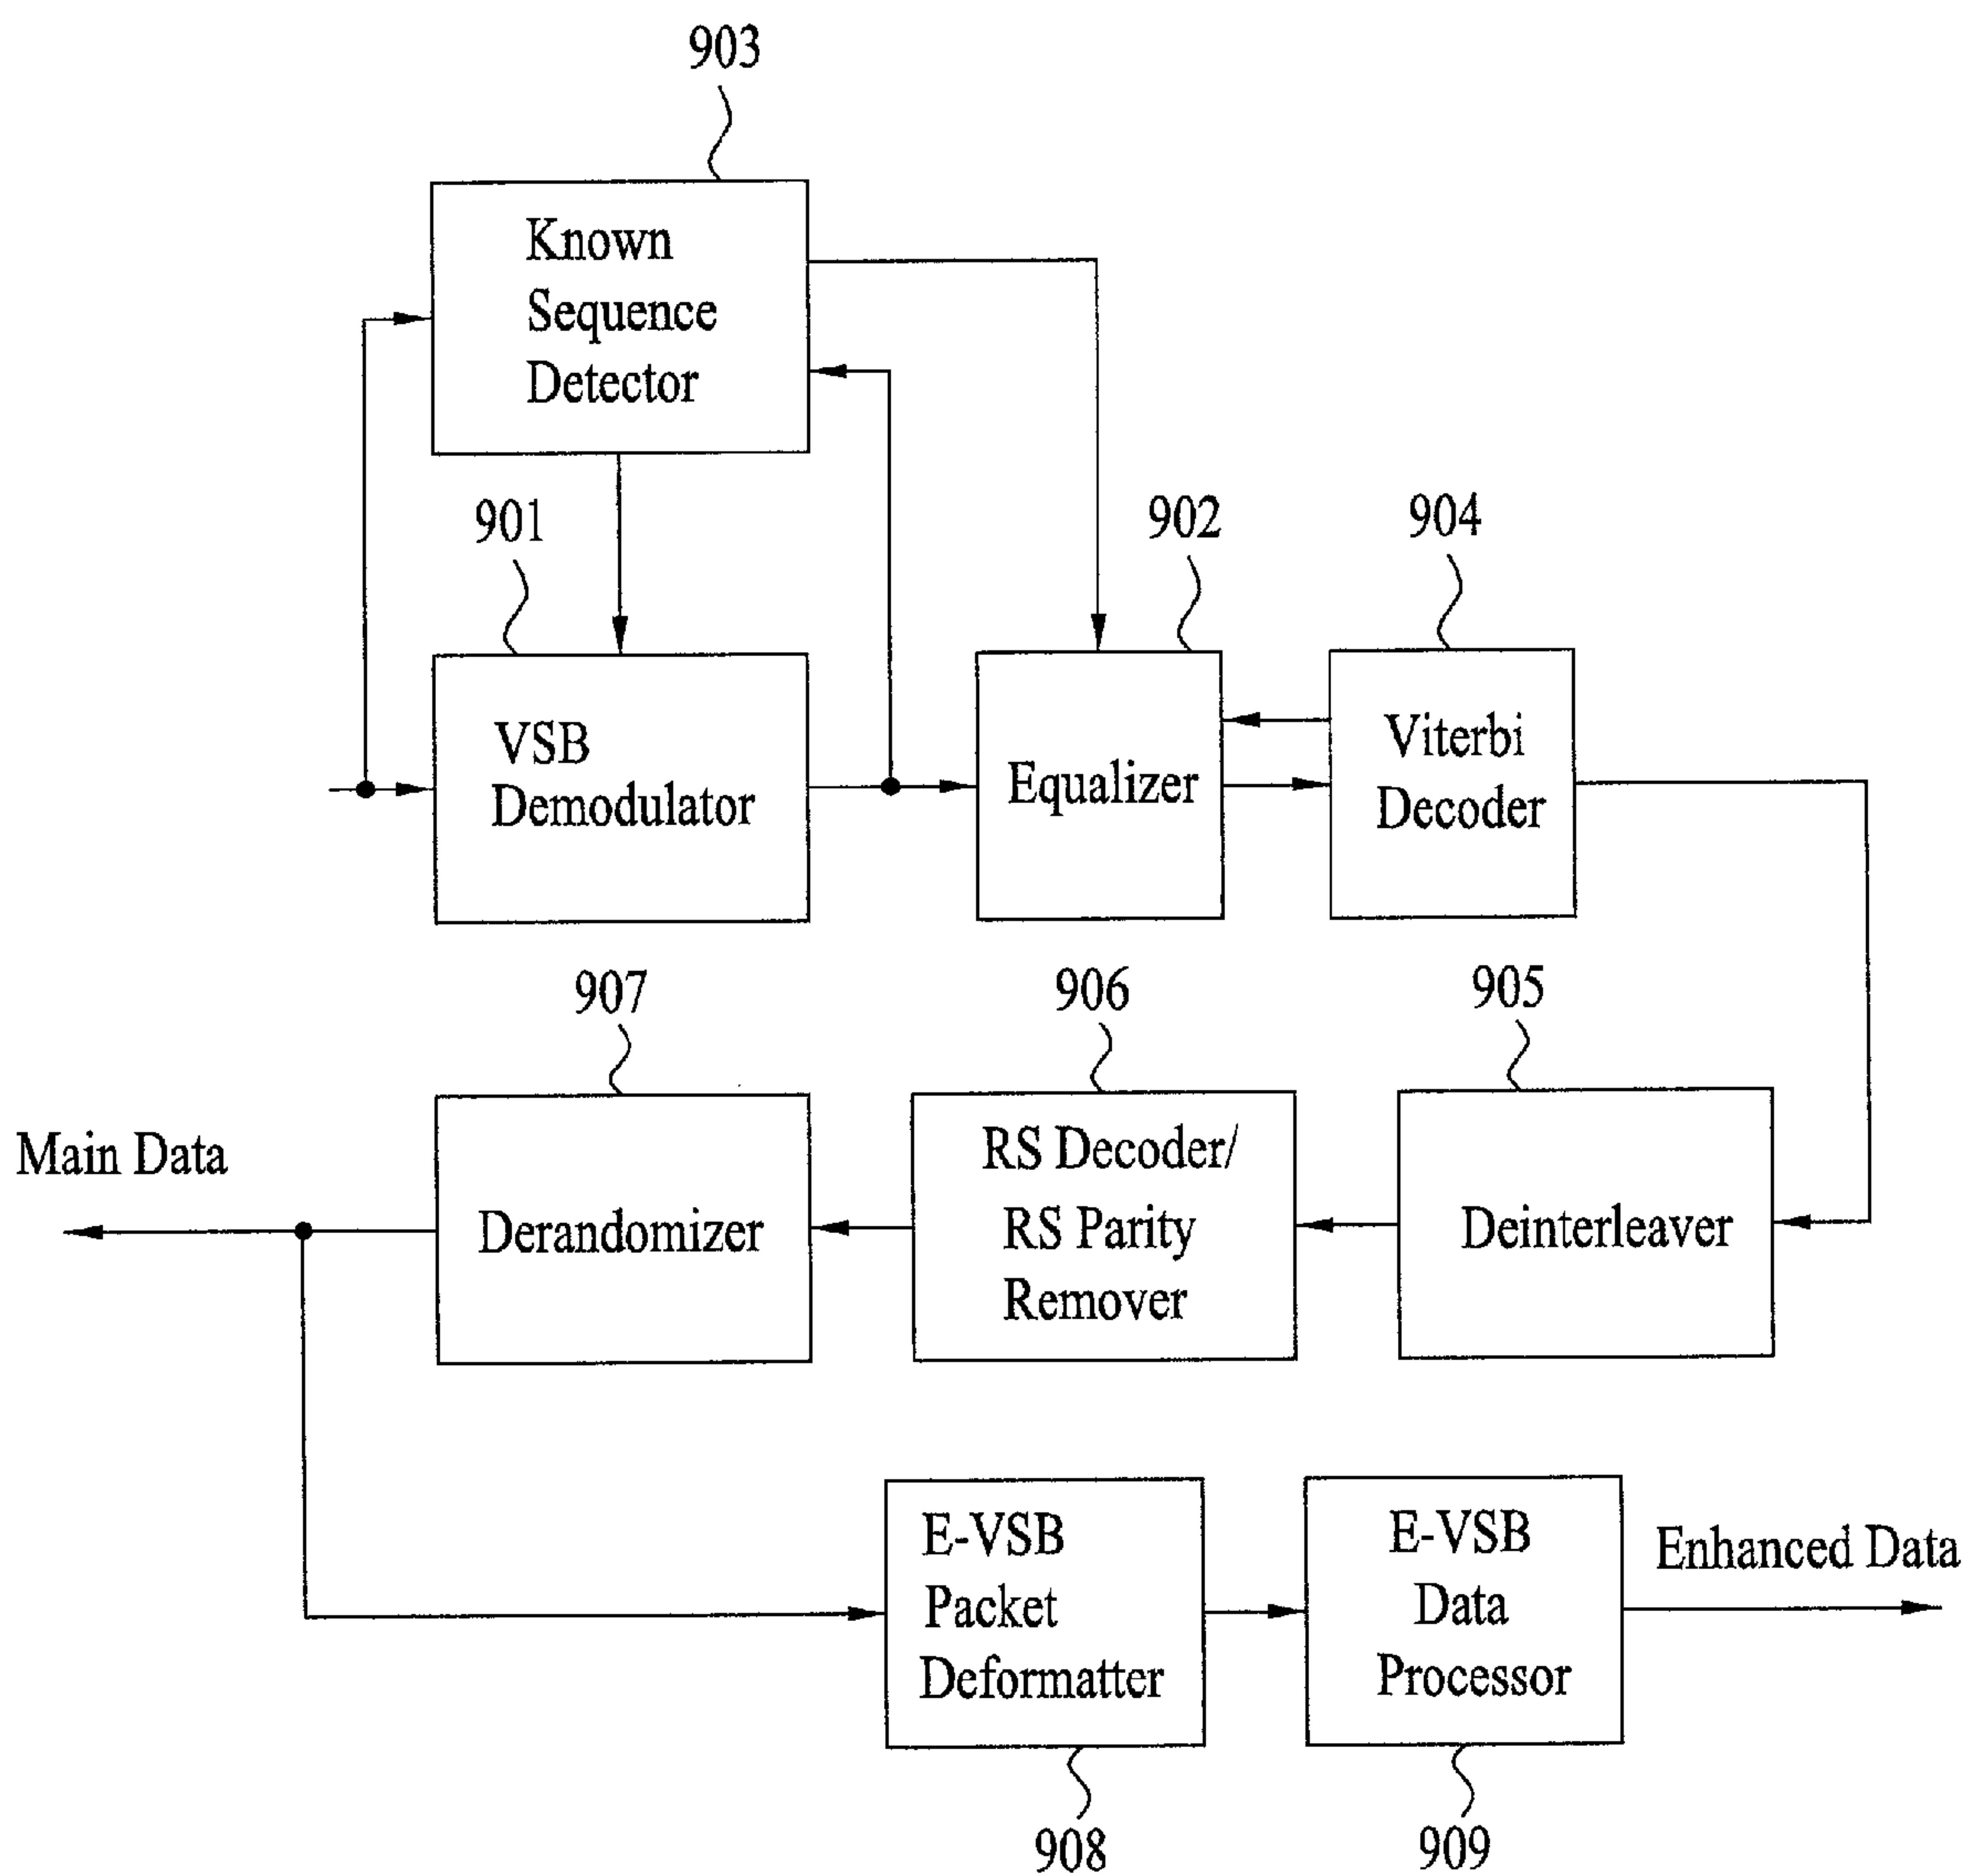 903
Known
Sequence
Detector
901
902
904
VSB
Demodulator
Equalizer
Viterbi
Decoder
907
906
905
Main Data
Derandomizer
RS Decoder/
RS Parity
Remover
Deinterleaver
E-VSB
Packet
Deformatter
E-VSB
Data
Processor
Enhanced Data
908
909